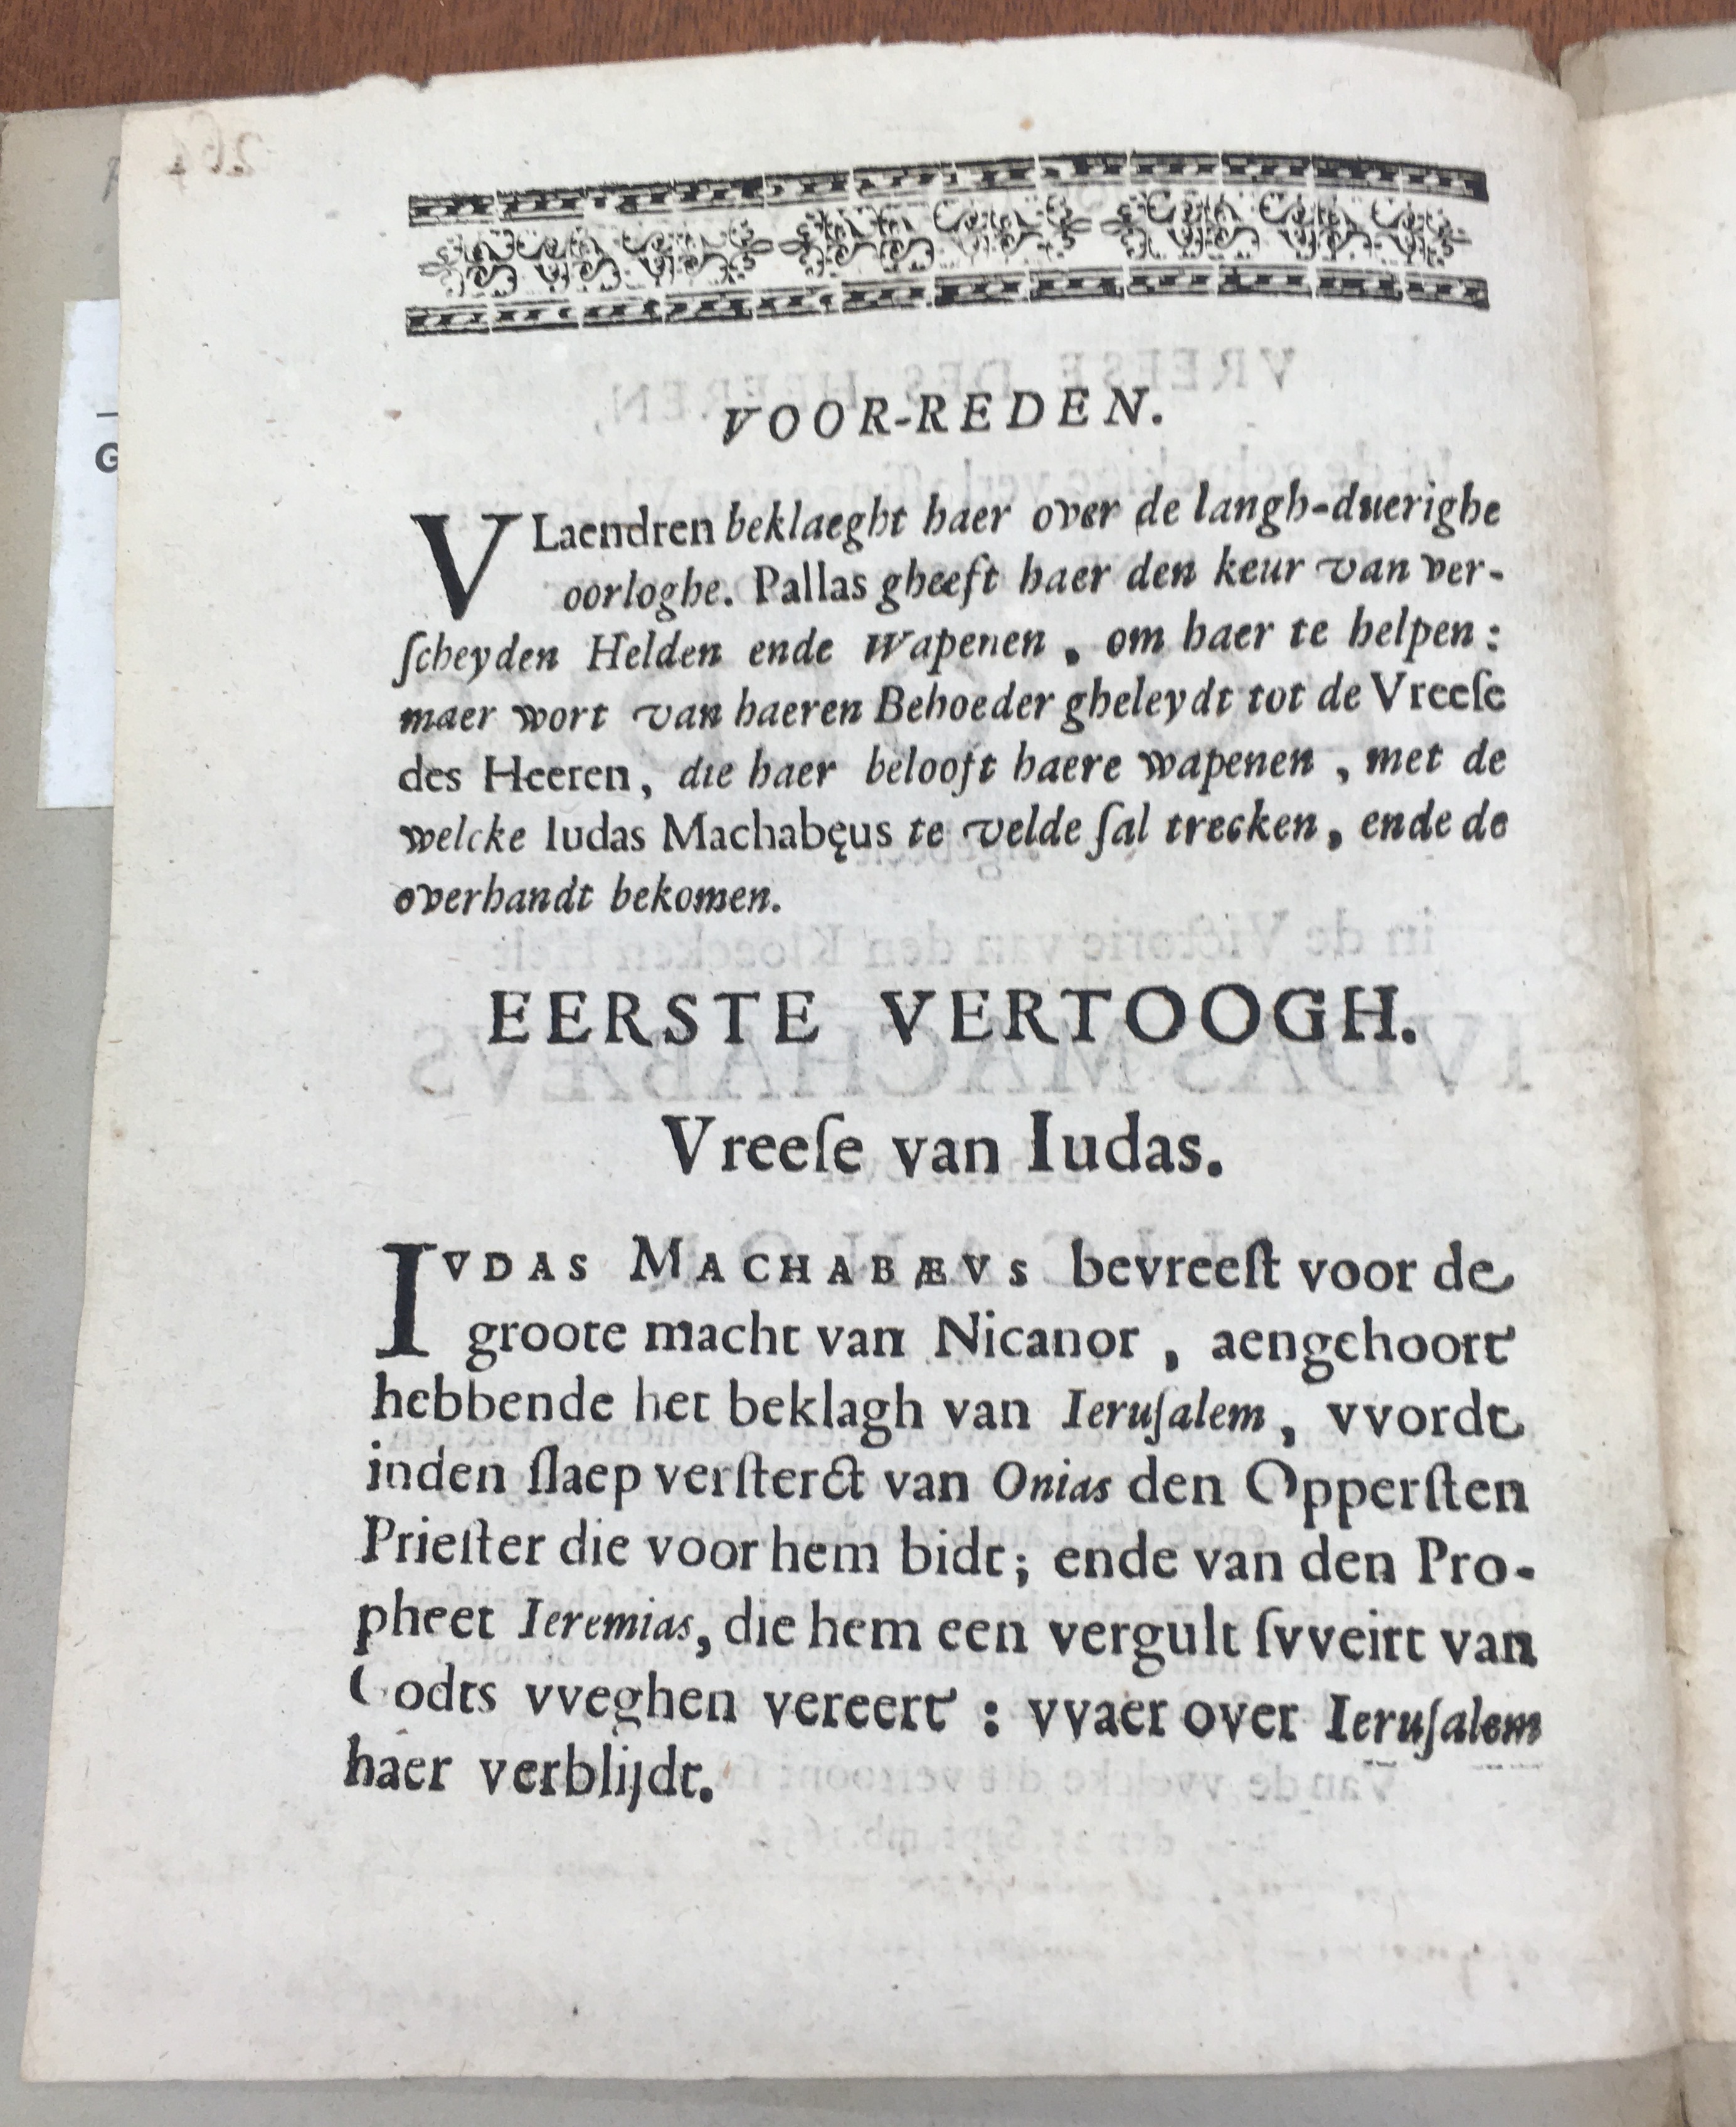 VOOR-REDEN.
VLaendren beklaeght haer over de langh-duerighe
oorloghe. Pallas gheeft haer den keur van ver-
ſcheyden Helden ende Wapenen, om haer te helpen:
maer wort van haeren Behoeder gheleydt tot de Vreeſe
des Heeren, die haer belooft haere wapenen, met de
welcke Iudas Machabęus te velde ſal trecken, ende de
overhandt bekomen.
EERSTE VERTOOGH.
Vreeſe van Iudas.
IVDAS MACHABÆVS bevreeſt voor de
groote macht van Nicanor, aengehoort
hebbende het beklagh van Ieruſalem, vvordt
inden ſlaep verſterct van Onias den Opperſten
Prieſter die voor hem bidt; ende van den Pro-
pheet Ieremias, die hem een vergult ſvveirt van
Godts vveghen vereert: vvaer over Ieruſalem
haer verblijdt.